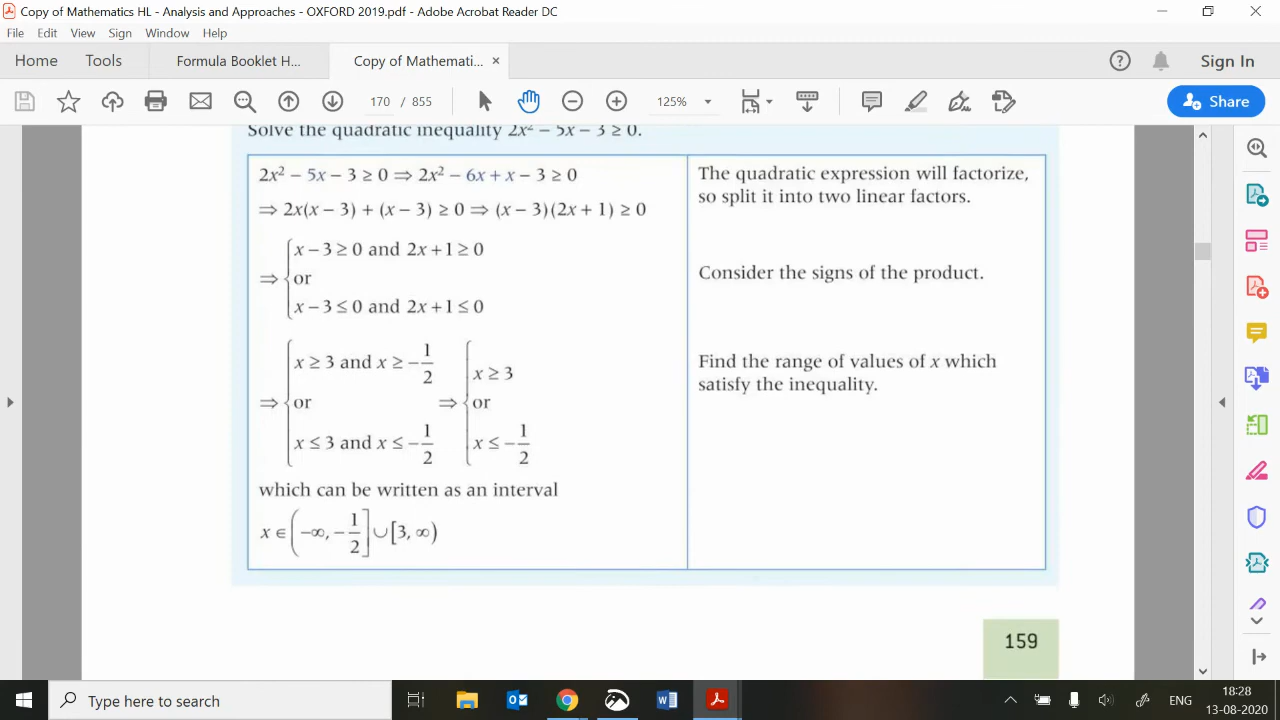 Copy of Mathematics HL - Analysis and Approaches - OXFORD 2019.pdf - Adobe Acrobat Reader DC
File Edit View Sign Window Help
Home Tools Formula Booklet H... Copy of Mathemati... × Sign In
170 / 855 125% Share
Solve the quadratic inequality 2x² − 5x − 3 ≥ 0.
2x² − 5x − 3 ≥ 0 ⇒ 2x² − 6x + x − 3 ≥ 0
⇒ 2x(x − 3) + (x − 3) ≥ 0 ⇒ (x − 3)(2x + 1) ≥ 0
The quadratic expression will factorize,
so split it into two linear factors.
x − 3 ≥ 0 and 2x + 1 ≥ 0
⇒ { or
x − 3 ≤ 0 and 2x + 1 ≤ 0
Consider the signs of the product.
x ≥ 3 and x ≥ −1/2 x ≥ 3
⇒ { or ⇒ { or
x ≤ 3 and x ≤ −1/2 x ≤ −1/2
Find the range of values of x which
satisfy the inequality.
which can be written as an interval
x ∈ (−∞, −1/2] ∪ [3, ∞)
159
Type here to search
ENG
18:28
13-08-2020